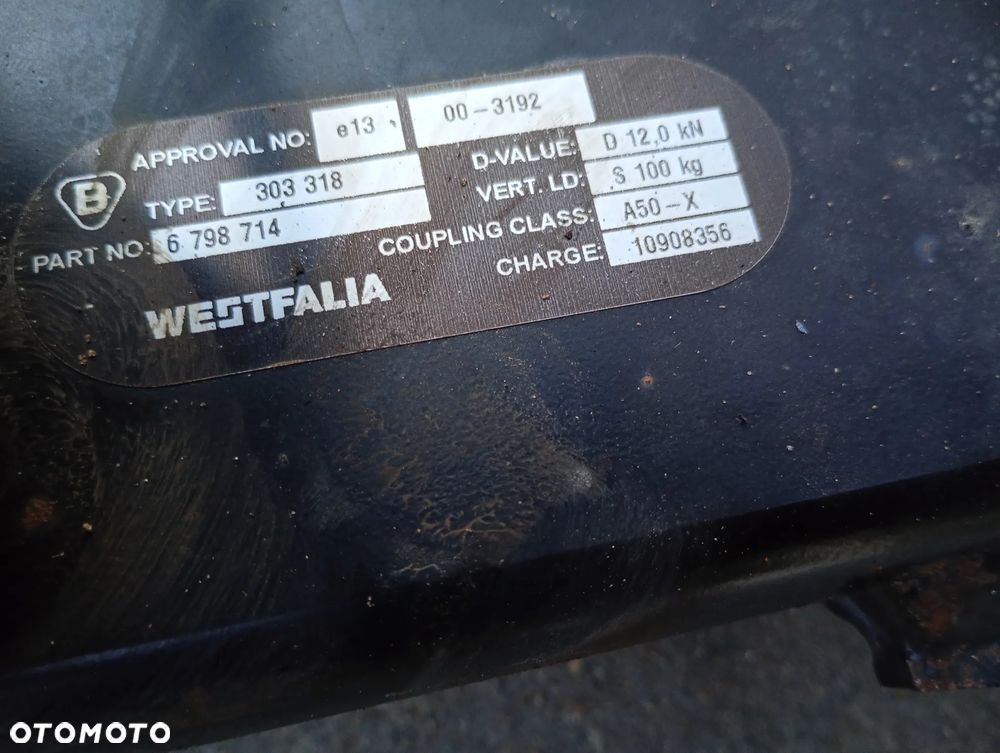 APPROVAL NO: e13 00-3192
TYPE: 303 318
PART NO: 6 798 714
D-VALUE: D 12,0 kN
VERT. LD: S 100 kg
COUPLING CLASS: A50-X
CHARGE: 10908356
B
WESTFALIA
OTOMOTO